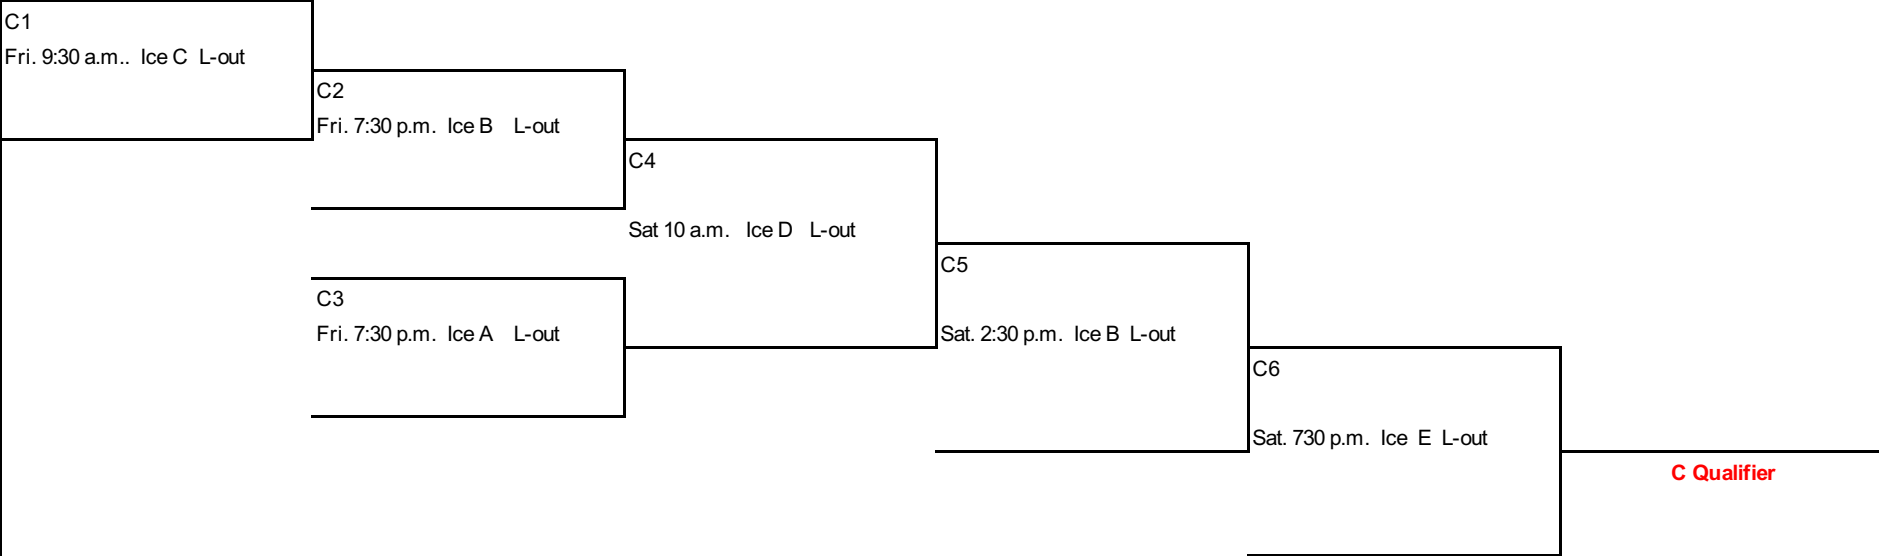 C1
Fri. 9:30 a.m.. Ice C L-out
C2
Fri. 7:30 p.m. Ice B L-out
C4
Sat 10 a.m. Ice D L-out
C3
Fri. 7:30 p.m. Ice A L-out
C5
Sat. 2:30 p.m. Ice B L-out
C6
Sat. 730 p.m. Ice E L-out
C Qualifier